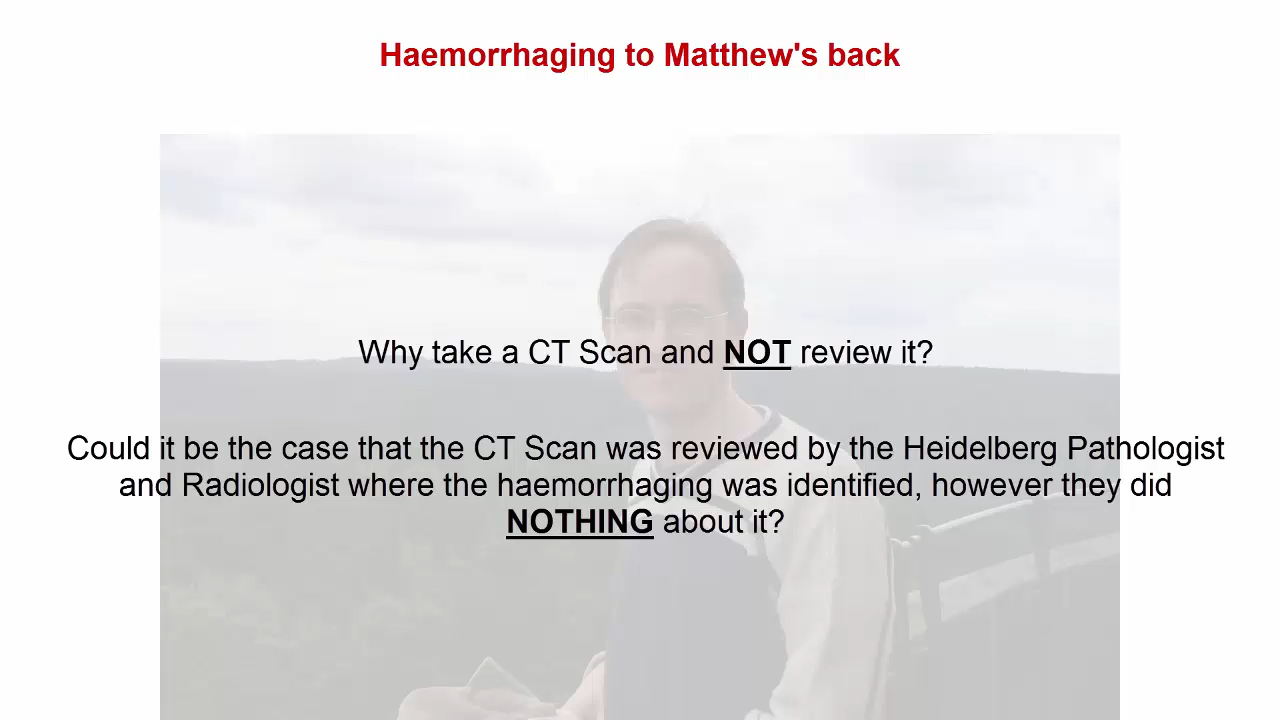 Haemorrhaging to Matthew's back
Why take a CT Scan and NOT review it?
Could it be the case that the CT Scan was reviewed by the Heidelberg Pathologist
and Radiologist where the haemorrhaging was identified, however they did
NOTHING about it?